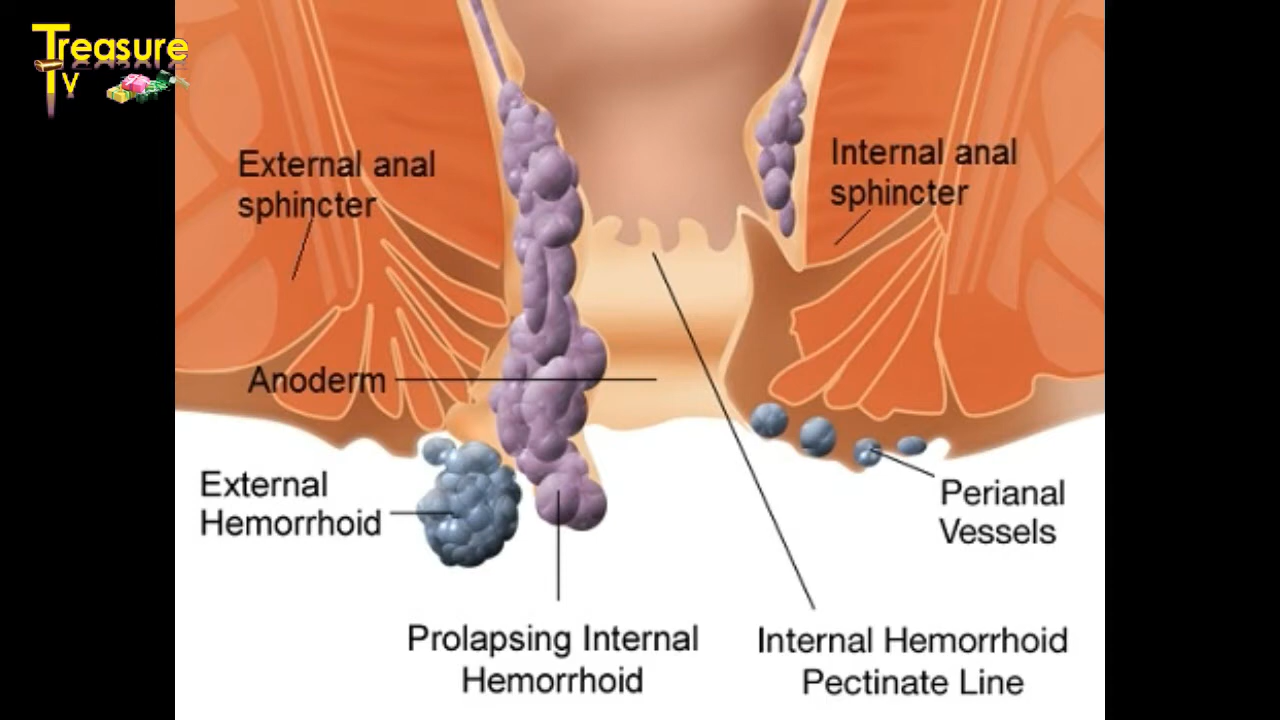 Treasure
Tv
External anal
sphincter
Internal anal
sphincter
Anoderm
External
Hemorrhoid
Perianal
Vessels
Prolapsing Internal
Hemorrhoid
Internal Hemorrhoid
Pectinate Line